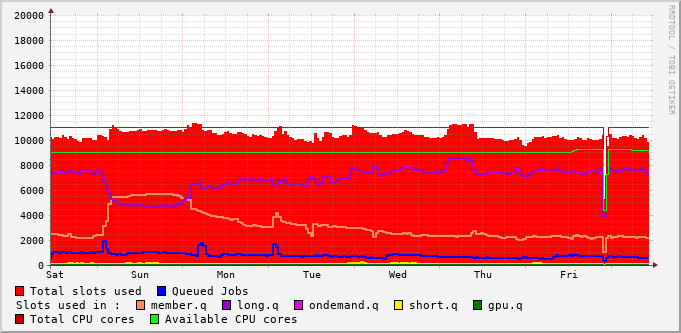 20000
18000
16000
14000
12000
10000
8000
6000
4000
2000
0
Sat Sun Mon Tue Wed Thu Fri
RRDTOOL / TOBI OETIKER
Total slots used Queued Jobs
Slots used in : member.q long.q ondemand.q short.q gpu.q
Total CPU cores Available CPU cores